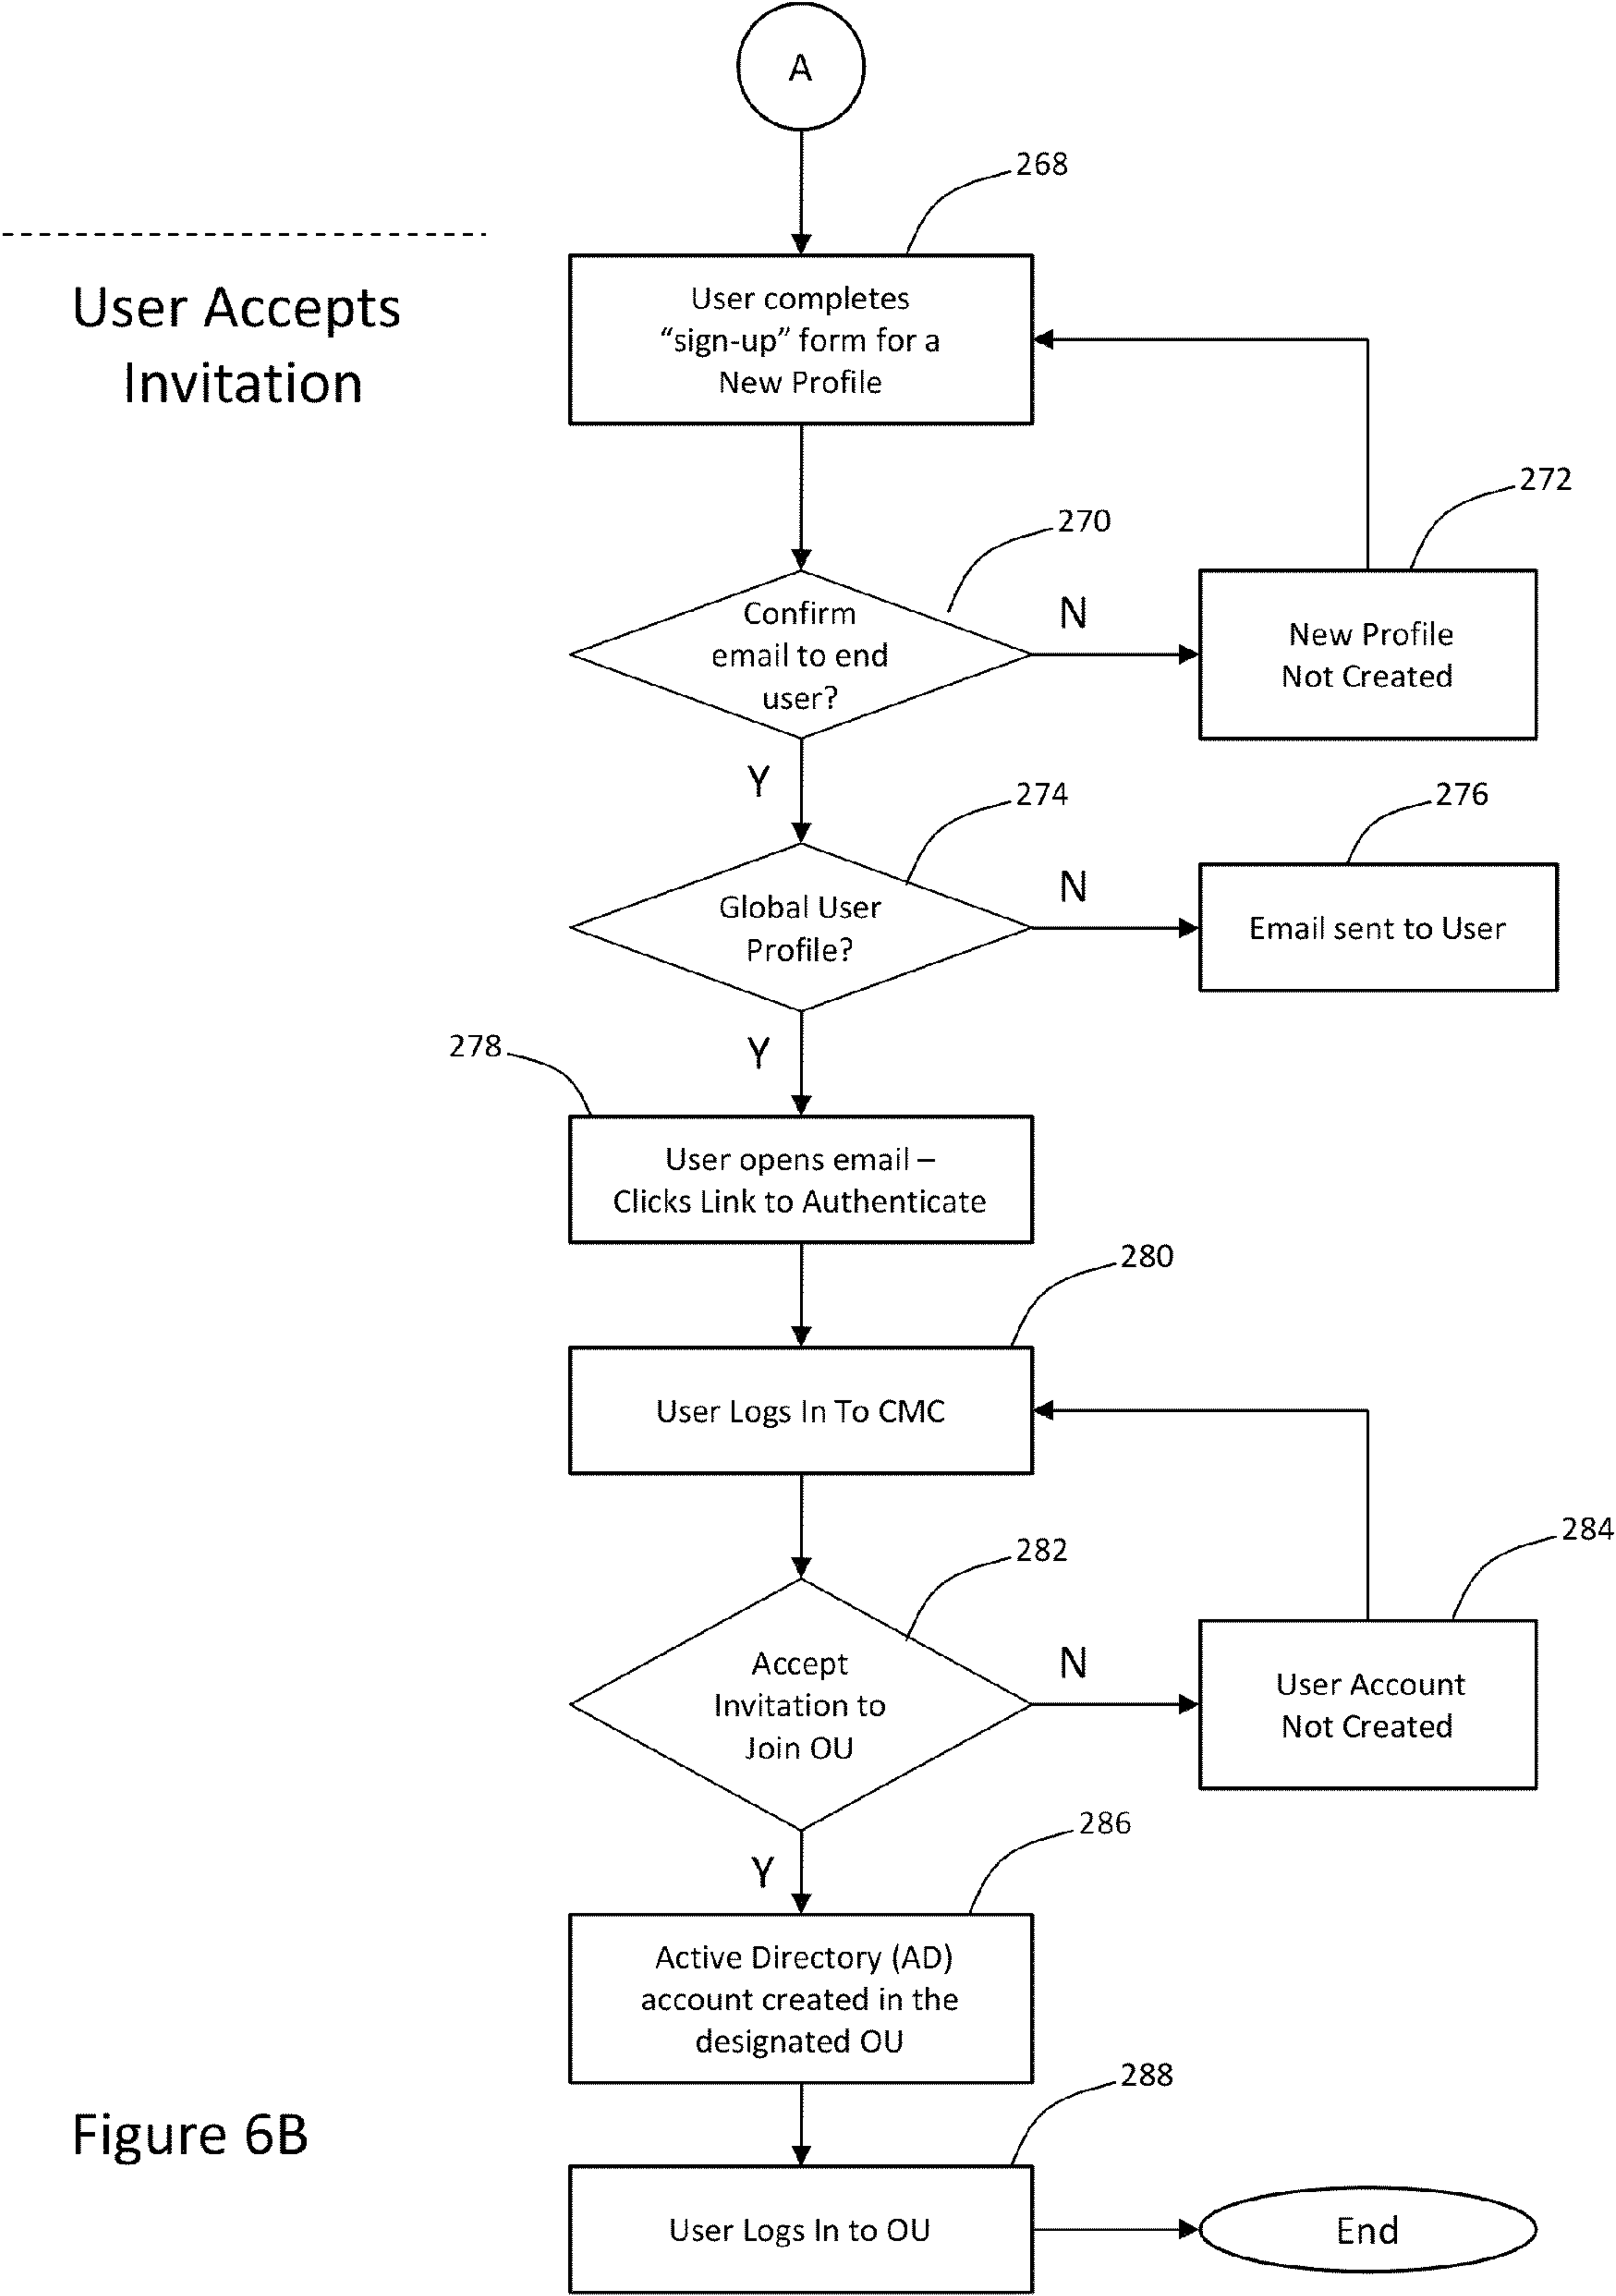 A
268
User Accepts
Invitation
User completes
“sign-up” form for a
New Profile
272
270
Confirm
email to end
user?
N
New Profile
Not Created
Y
274
276
Global User
Profile?
N
Email sent to User
278
Y
User opens email –
Clicks Link to Authenticate
280
User Logs In To CMC
284
282
Accept
Invitation to
Join OU
N
User Account
Not Created
286
Y
Active Directory (AD)
account created in the
designated OU
288
Figure 6B
User Logs In to OU
End